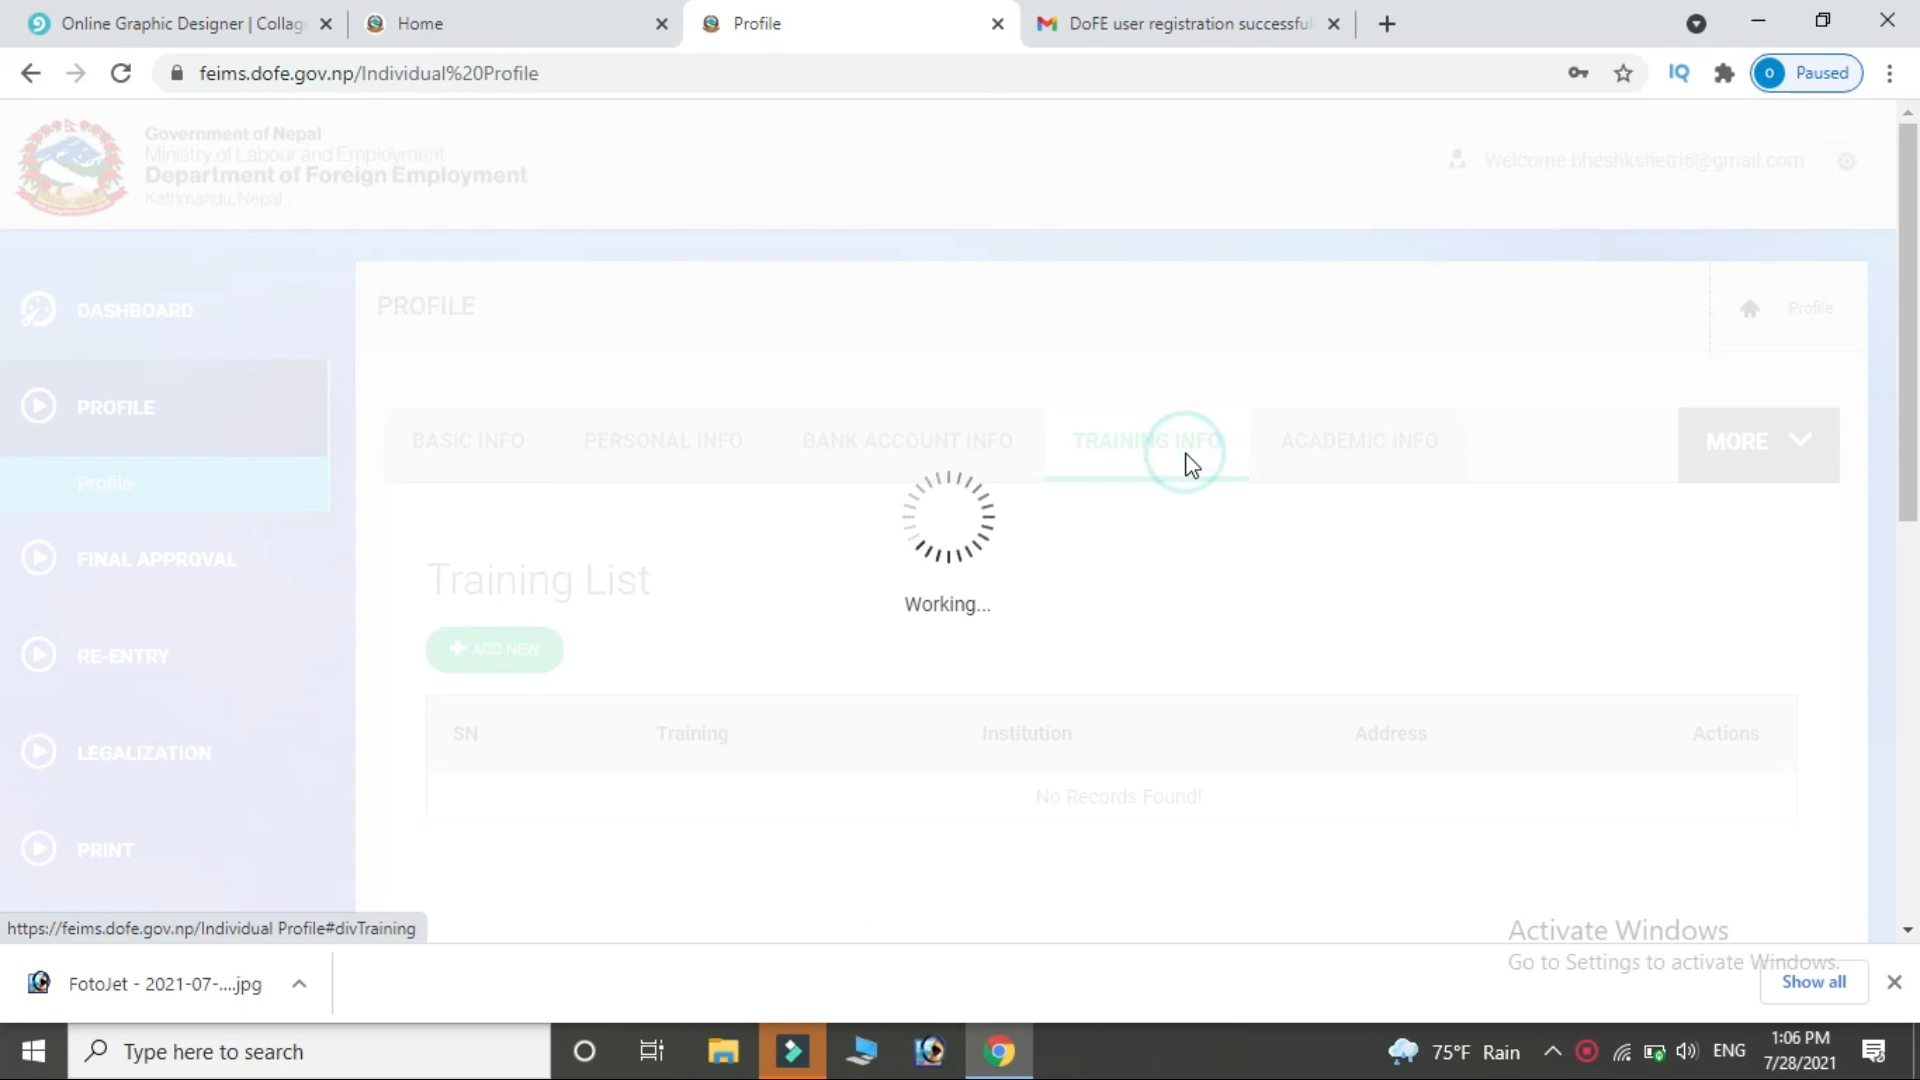 Online Graphic Designer | Collag
Home
Profile
DoFE user registration successful
feims.dofe.gov.np/Individual%20Profile
IQ
o
Paused
Government of Nepal
Ministry of Labour and Employment
Department of Foreign Employment
Kathmandu, Nepal
Welcome bheshkshetri6@gmail.com
DASHBOARD
PROFILE
Profile
FINAL APPROVAL
RE-ENTRY
LEGALIZATION
PRINT
PROFILE
Profile
BASIC INFO
PERSONAL INFO
BANK ACCOUNT INFO
TRAINING INFO
ACADEMIC INFO
MORE
Training List
Working...
ADD NEW
SN
Training
Institution
Address
Actions
No Records Found!
https://feims.dofe.gov.np/Individual Profile#divTraining
Activate Windows
Go to Settings to activate Windows.
FotoJet - 2021-07-....jpg
Show all
Type here to search
75°F Rain
ENG
1:06 PM
7/28/2021